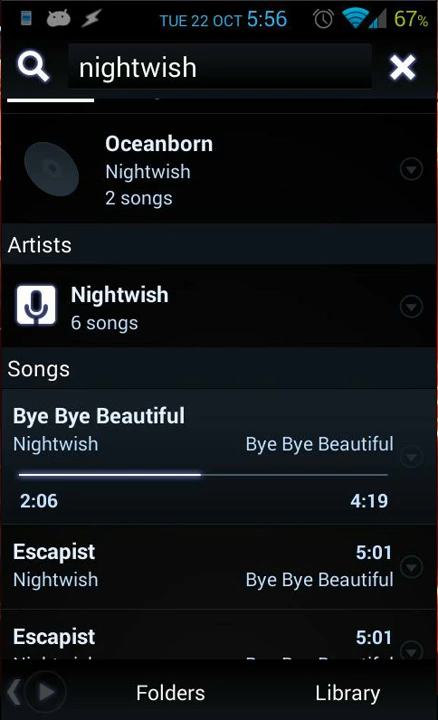 TUE 22 OCT 5:56 67%
nightwish
Oceanborn
Nightwish
2 songs
Artists
Nightwish
6 songs
Songs
Bye Bye Beautiful
Nightwish Bye Bye Beautiful
2:06 4:19
Escapist 5:01
Nightwish Bye Bye Beautiful
Escapist 5:01
Folders Library